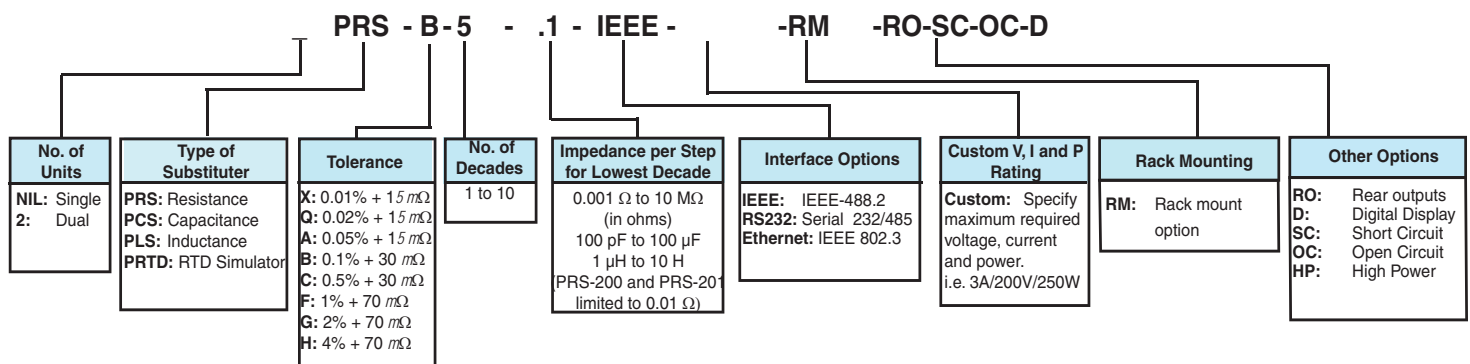 _ PRS - B - 5 - .1 - IEEE - -RM -RO-SC-OC-D
No. of
Units
NIL: Single
2: Dual
Type of
Substituter
PRS: Resistance
PCS: Capacitance
PLS: Inductance
PRTD: RTD Simulator
Tolerance
X: 0.01% + 15 mΩ
Q: 0.02% + 15 mΩ
A: 0.05% + 15 mΩ
B: 0.1% + 30 mΩ
C: 0.5% + 30 mΩ
F: 1% + 70 mΩ
G: 2% + 70 mΩ
H: 4% + 70 mΩ
No. of
Decades
1 to 10
Impedance per Step
for Lowest Decade
0.001 Ω to 10 MΩ
(in ohms)
100 pF to 100 µF
1 µH to 10 H
(PRS-200 and PRS-201
limited to 0.01 Ω)
Interface Options
IEEE: IEEE-488.2
RS232: Serial 232/485
Ethernet: IEEE 802.3
Custom V, I and P
Rating
Custom: Specify
maximum required
voltage, current
and power.
i.e. 3A/200V/250W
Rack Mounting
RM: Rack mount
option
Other Options
RO: Rear outputs
D: Digital Display
SC: Short Circuit
OC: Open Circuit
HP: High Power